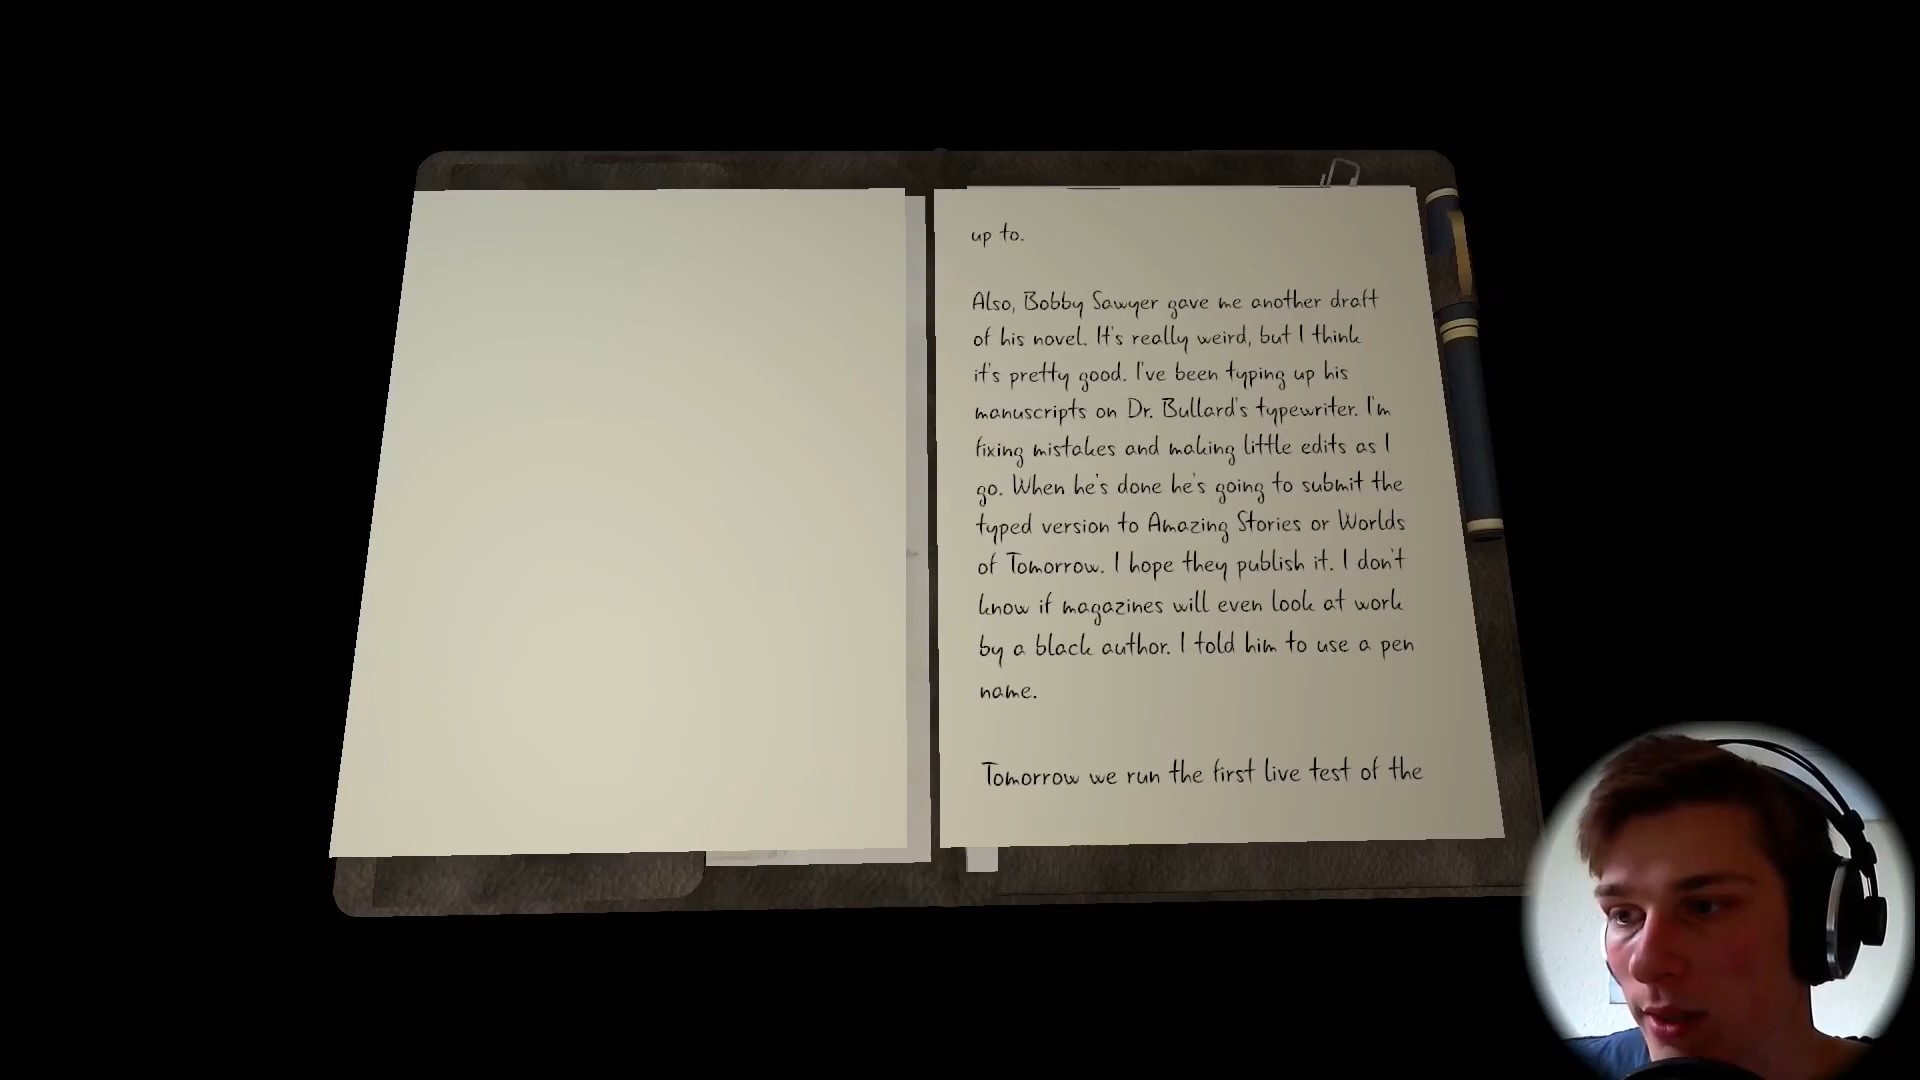 up to.
Also, Bobby Sawyer gave me another draft
of his novel. It's really weird, but I think
it's pretty good. I've been typing up his
manuscripts on Dr. Bullard's typewriter. I'm
fixing mistakes and making little edits as I
go. When he's done he's going to submit the
typed version to Amazing Stories or Worlds
of Tomorrow. I hope they publish it. I don't
know if magazines will even look at work
by a black author. I told him to use a pen
name.
Tomorrow we run the first live test of the